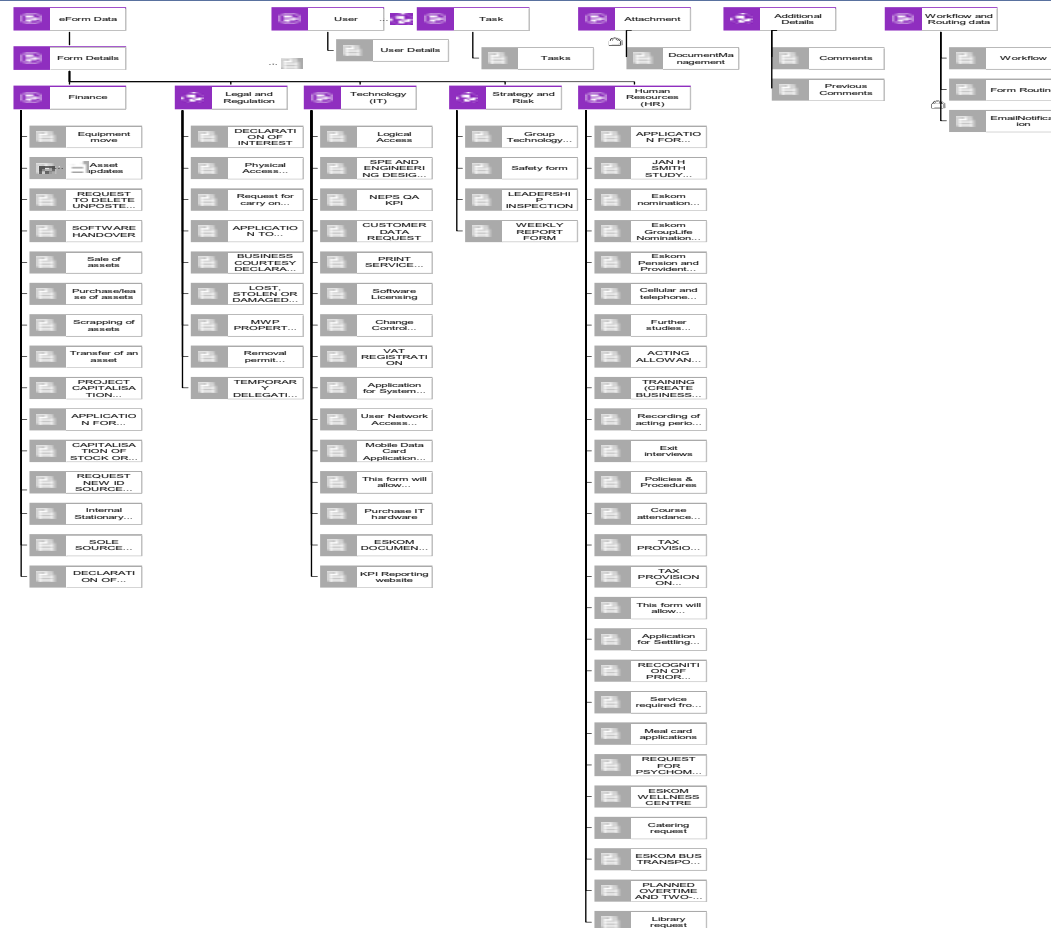 eForm Data
User
Task
Attachment
Additional
Details
Workflow and
Routing data
Form Details
User Details
Tasks
DocumentMa
nagement
Comments
Previous
Comments
Workflow
Form Routin
EmailNotifica
ion
Finance
Equipment
move
Asset
updates
REQUEST
TO DELETE
UNPOSTE...
SOFTWARE
HANDOVER
Sale of
assets
Purchase/lea
se of assets
Scrapping of
assets
Transfer of an
asset
PROJECT
CAPITALISA
TION...
APPLICATIO
N FOR...
CAPITALISA
TION OF
STOCK OR...
REQUEST
NEW ID
SOURCE...
Internal
Stationary...
SOLE
SOURCE...
DECLARATI
ON OF...
Legal and
Regulation
DECLARATI
ON OF
INTEREST
Physical
Access...
Request for
carry on...
APPLICATIO
N TO...
BUSINESS
COURTESY
DECLARA...
LOST,
STOLEN OR
DAMAGED...
MWP
PROPERT...
Removal
permit...
TEMPORAR
Y
DELEGATI...
Technology
(IT)
Logical
Access
SPE AND
ENGINEERI
NG DESIG...
NEPS QA
KPI
CUSTOMER
DATA
REQUEST
PRINT
SERVICE...
Software
Licensing
Change
Control...
VAT
REGISTRATI
ON
Application
for System...
User Network
Access...
Mobile Data
Card
Application...
This form will
allow...
Purchase IT
hardware
ESKOM
DOCUMEN...
KPI Reporting
website
Strategy and
Risk
Group
Technology...
Safety form
LEADERSHI
P
INSPECTION
WEEKLY
REPORT
FORM
Human
Resources
(HR)
APPLICATIO
N FOR...
JAN H
SMITH
STUDY...
Eskom
nomination...
Eskom
GroupLife
Nomination...
Eskom
Pension and
Provident...
Cellular and
telephone...
Further
studies...
ACTING
ALLOWAN...
TRAINING
(CREATE
BUSINESS...
Recording of
acting perio...
Exit
interviews
Policies &
Procedures
Course
attendance...
TAX
PROVISIO...
TAX
PROVISION
ON...
This form will
allow...
Application
for Settling...
RECOGNITI
ON OF
PRIOR...
Service
required fro...
Meal card
applications
REQUEST
FOR
PSYCHOM...
ESKOM
WELLNESS
CENTRE
Catering
request
ESKOM BUS
TRANSPO...
PLANNED
OVERTIME
AND TWO-...
Library
request